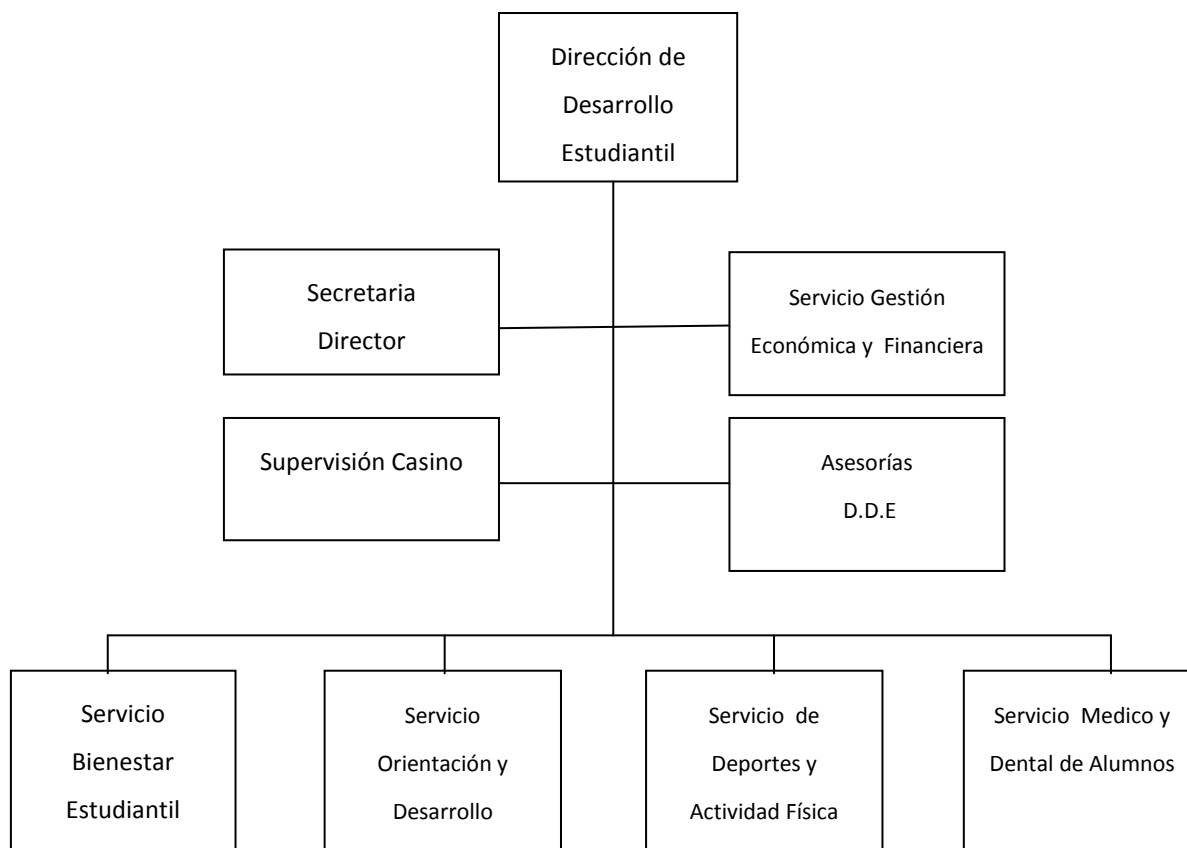 Dirección de
Desarrollo
Estudiantil
Secretaria
Director
Servicio Gestión
Económica y  Financiera
Supervisión Casino
Asesorías
D.D.E
Servicio
Bienestar
Estudiantil
Servicio
Orientación y
Desarrollo
Servicio  de
Deportes y
Actividad Física
Servicio  Medico y
Dental de Alumnos